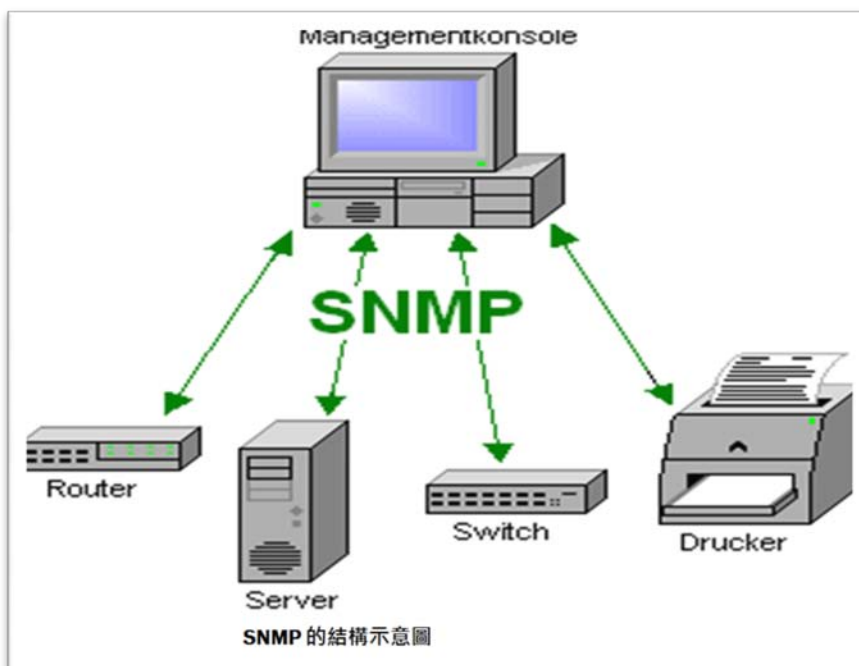 Managementkonsole
SNMP
Router
Switch
Drucker
Server
SNMP 的結構示意圖